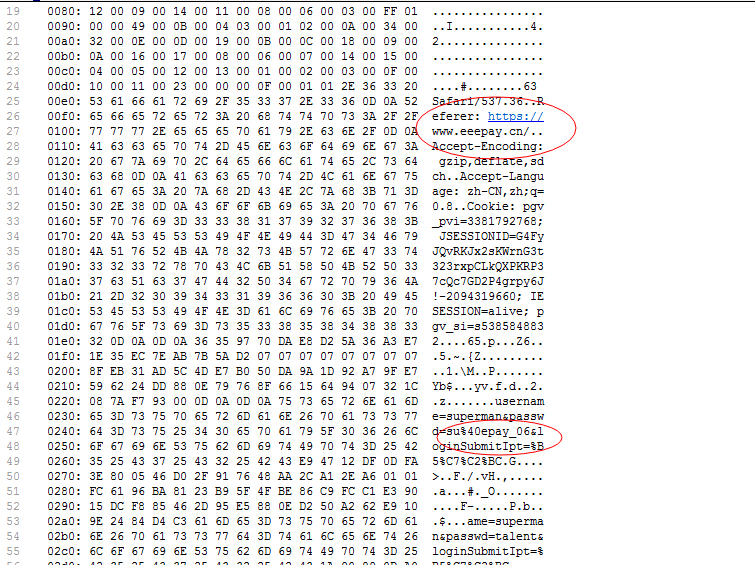 19 0080: 12 00 09 00 14 00 11 00 08 00 06 00 03 00 FF 01 ................
20 0090: 00 00 49 00 0B 00 04 03 00 01 02 00 0A 00 34 00 ..I...........4.
21 00a0: 32 00 0E 00 0D 00 19 00 0B 00 0C 00 18 00 09 00 2...............
22 00b0: 0A 00 16 00 17 00 08 00 06 00 07 00 14 00 15 00 ................
23 00c0: 04 00 05 00 12 00 13 00 01 00 02 00 03 00 0F 00 ................
24 00d0: 10 00 11 00 23 00 00 00 0F 00 01 01 2E 36 33 20 ....#........63
25 00e0: 53 61 66 61 72 69 2F 35 33 37 2E 33 36 0D 0A 52 Safari/537.36..R
26 00f0: 65 66 65 72 65 72 3A 20 68 74 74 70 73 3A 2F 2F eferer: https://
27 0100: 77 77 77 2E 65 65 65 70 61 79 2E 63 6E 2F 0D 0A www.eeepay.cn/..
28 0110: 41 63 63 65 70 74 2D 45 6E 63 6F 64 69 6E 67 3A Accept-Encoding:
29 0120: 20 67 7A 69 70 2C 64 65 66 6C 61 74 65 2C 73 64 gzip,deflate,sd
30 0130: 63 68 0D 0A 41 63 63 65 70 74 2D 4C 61 6E 67 75 ch..Accept-Langu
31 0140: 61 67 65 3A 20 7A 68 2D 43 4E 2C 7A 68 3B 71 3D age: zh-CN,zh;q=
32 0150: 30 2E 38 0D 0A 43 6F 6F 6B 69 65 3A 20 70 67 76 0.8..Cookie: pgv
33 0160: 5F 70 76 69 3D 33 33 38 31 37 39 32 37 36 38 3B _pvi=3381792768;
34 0170: 20 4A 53 45 53 53 49 4F 4E 49 44 3D 47 34 46 79 JSESSIONID=G4Fy
35 0180: 4A 51 76 52 4B 4A 78 32 73 4B 57 72 6E 47 33 74 JQvRKJx2sKWrnG3t
36 0190: 33 32 33 72 78 70 43 4C 6B 51 58 50 4B 52 50 33 323rxpCLkQXPKRP3
37 01a0: 37 63 51 63 37 47 44 32 50 34 67 72 70 79 36 4A 7cQc7GD2P4grpy6J
38 01b0: 21 2D 32 30 39 34 33 31 39 36 36 30 3B 20 49 45 !-2094319660; IE
39 01c0: 53 45 53 53 49 4F 4E 3D 61 6C 69 76 65 3B 20 70 SESSION=alive; p
40 01d0: 67 76 5F 73 69 3D 73 35 33 38 35 38 34 38 38 33 gv_si=s538584883
41 01e0: 32 0D 0A 0D 0A 36 35 97 70 DA E8 D2 5A 36 A3 E7 2....65.p...Z6..
42 01f0: 1E 35 EC 7E AB 7B 5A D2 07 07 07 07 07 07 07 07 .5.~.{Z.........
43 0200: 8F EB 31 AD 5C 4D E7 B0 50 DA 9A 1D 92 A7 9F E7 ..1.\M..P.......
44 0210: 59 62 24 DD 88 0E 79 76 8F 66 15 64 94 07 32 1C Yb$...yv.f.d..2.
45 0220: 08 7A F7 93 00 0D 0A 0D 0A 75 73 65 72 6E 61 6D .z.......usernam
46 0230: 65 3D 73 75 70 65 72 6D 61 6E 26 70 61 73 73 77 e=superman&passw
47 0240: 64 3D 73 75 25 34 30 65 70 61 79 5F 30 36 26 6C d=su%40epay_06&l
48 0250: 6F 67 69 6E 53 75 62 6D 69 74 49 70 74 3D 25 42 oginSubmitIpt=%B
49 0260: 35 25 43 37 25 43 32 25 42 43 E9 47 12 DF 0D FA 5%C7%C2%BC.G....
50 0270: 3E 80 05 46 D0 2F 91 76 48 AA 2C A1 2E A6 01 01 >..F./.vH.,.....
51 0280: FC 61 96 BA 81 23 B9 5F 4F BE 86 C9 FC C1 E3 90 .a...#._O.......
52 0290: 15 DC F8 85 46 2D 95 E5 88 0E D2 50 A2 62 E9 10 ....F-.....P.b..
53 02a0: 9E 24 84 D4 C3 61 6D 65 3D 73 75 70 65 72 6D 61 .$...ame=superma
54 02b0: 6E 26 70 61 73 73 77 64 3D 74 61 6C 65 6E 74 26 n&passwd=talent&
55 02c0: 6C 6F 67 69 6E 53 75 62 6D 69 74 49 70 74 3D 25 loginSubmitIpt=%